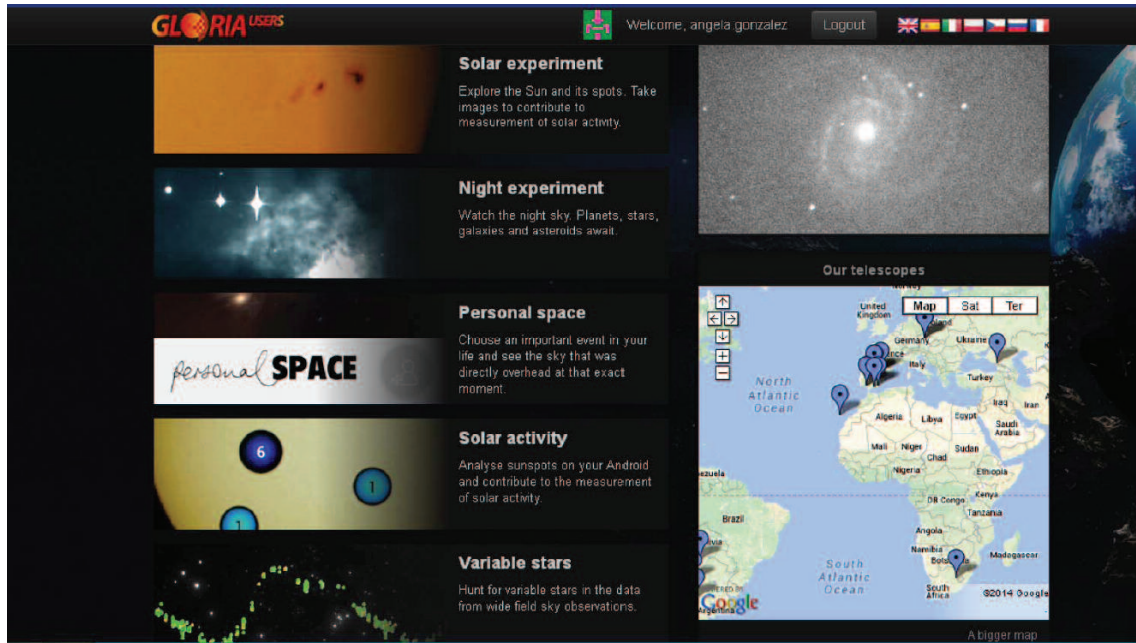 GLORIA USERS
Welcome, angela gonzalez
Logout
Solar experiment
Explore the Sun and its spots. Take
images to contribute to
measurement of solar activity.
Night experiment
Watch the night sky. Planets, stars,
galaxies and asteroids await.
personal SPACE
Personal space
Choose an important event in your
life and see the sky that was
directly overhead at that exact
moment.
6
1
1
Solar activity
Analyse sunspots on your Android
and contribute to the measurement
of solar activity.
Variable stars
Hunt for variable stars in the data
from wide field sky observations.
Our telescopes
Map
Sat
Ter
United
Kingdom
Germany
Ukraine
Italy
Turkey
North
Atlantic
Ocean
Iraq
Iran
Algeria
Libya
Egypt
Saudi
Arabia
Mali
Niger
Chad
Sudan
Nigeria
Ethiopia
DR Congo
Kenya
Tanzania
Brazil
Angola
Namibia
Madagascar
South
Atlantic
Ocean
South
Africa
Google
©2014 Google
A bigger map